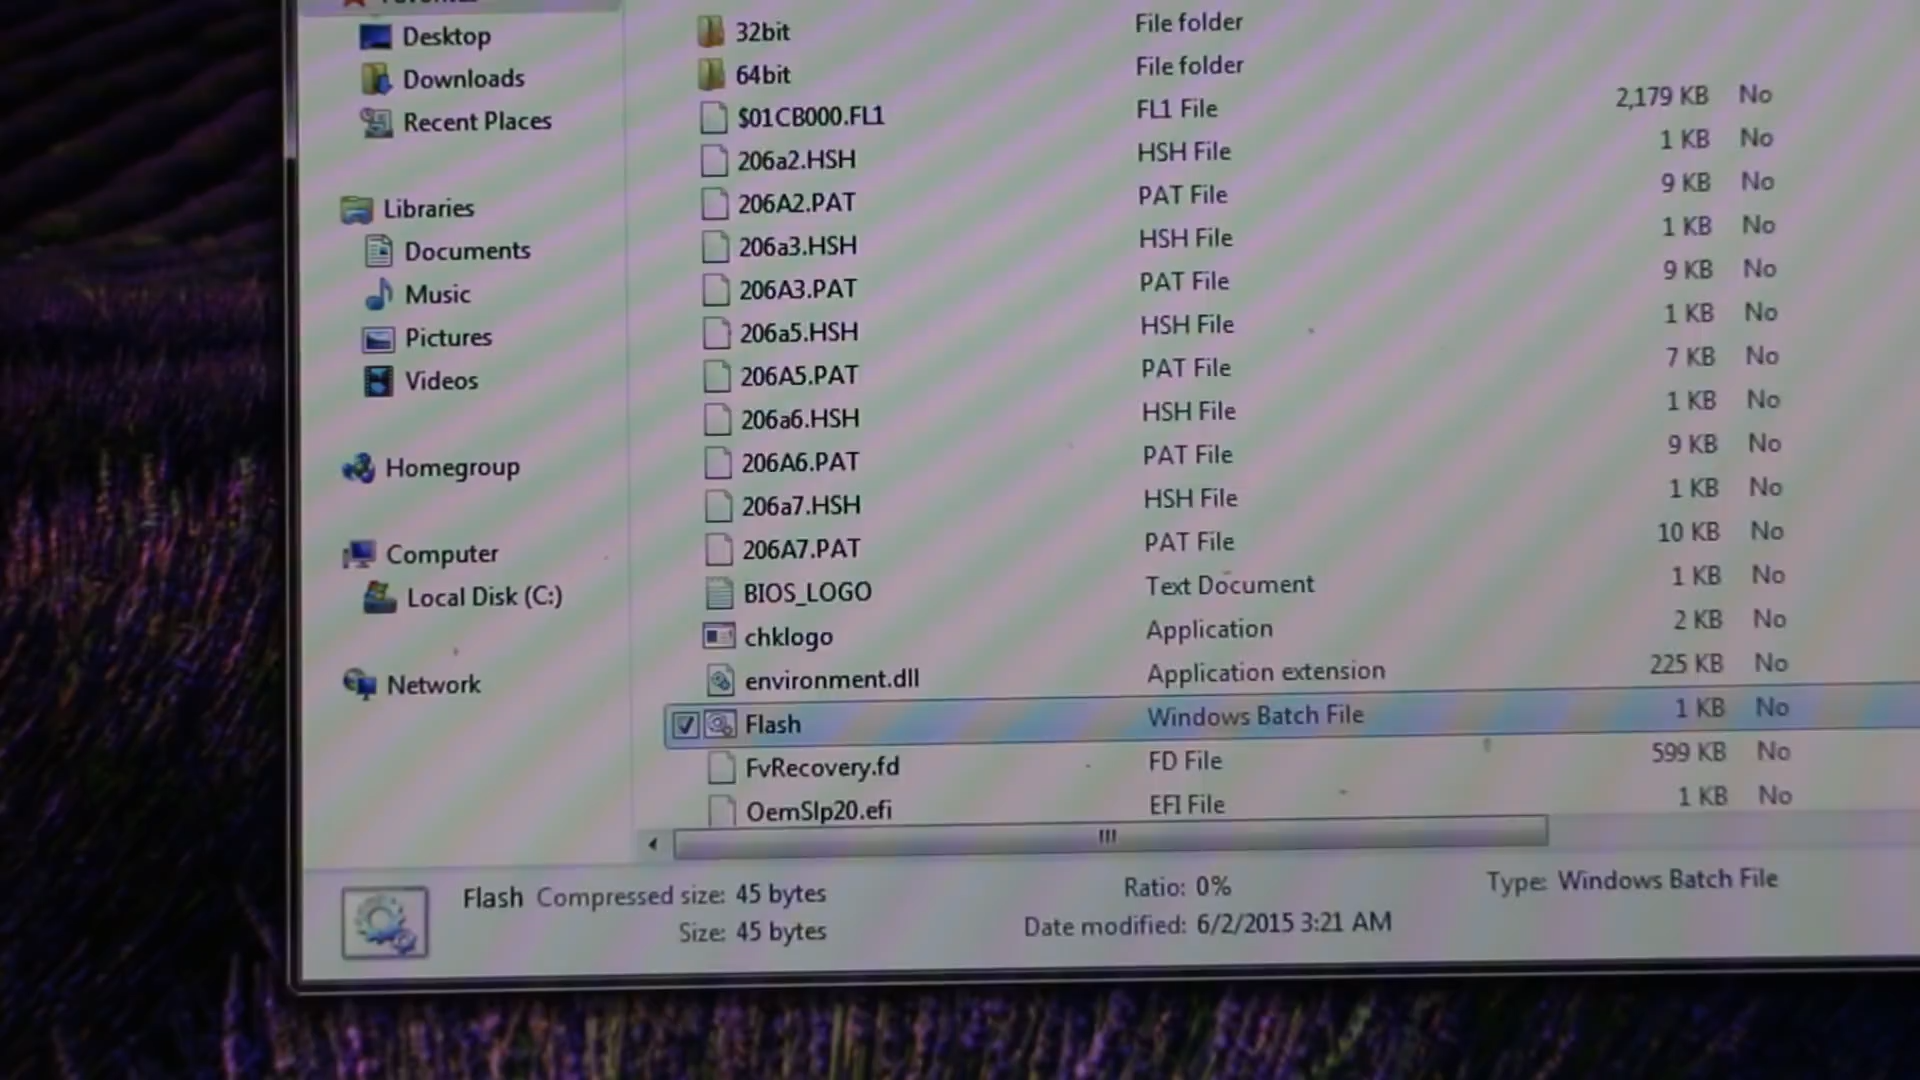 Desktop
Downloads
Recent Places
Libraries
Documents
Music
Pictures
Videos
Homegroup
Computer
Local Disk (C:)
Network
32bit File folder
64bit File folder
$01CB000.FL1 FL1 File 2,179 KB No
206a2.HSH HSH File 1 KB No
206A2.PAT PAT File 9 KB No
206a3.HSH HSH File 1 KB No
206A3.PAT PAT File 9 KB No
206a5.HSH HSH File 1 KB No
206A5.PAT PAT File 7 KB No
206a6.HSH HSH File 1 KB No
206A6.PAT PAT File 9 KB No
206a7.HSH HSH File 1 KB No
206A7.PAT PAT File 10 KB No
BIOS_LOGO Text Document 1 KB No
chklogo Application 2 KB No
environment.dll Application extension 225 KB No
Flash Windows Batch File 1 KB No
FvRecovery.fd FD File 599 KB No
OemSlp20.efi EFI File 1 KB No
Flash Compressed size: 45 bytes Ratio: 0% Type: Windows Batch File
Size: 45 bytes Date modified: 6/2/2015 3:21 AM